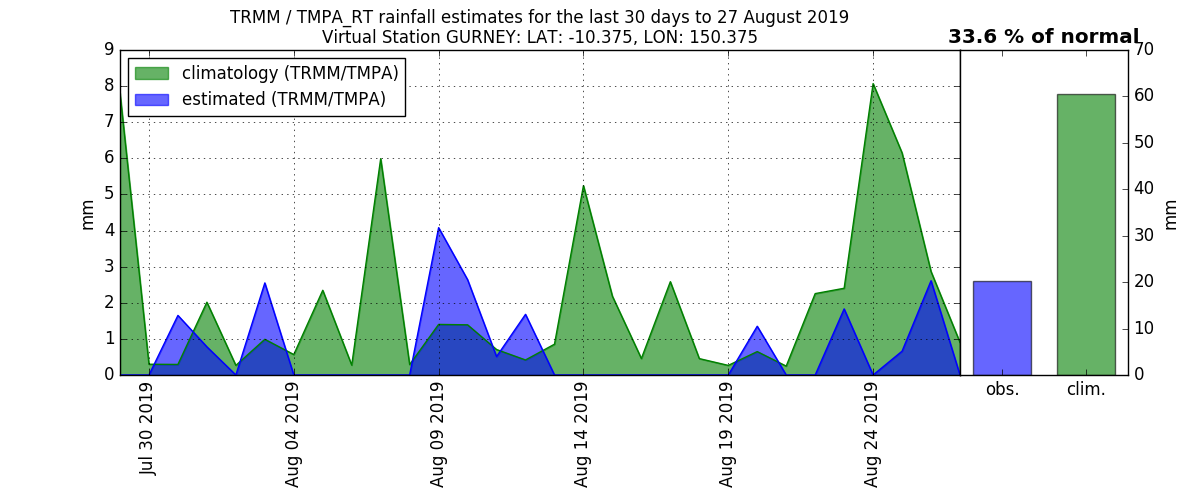 TRMM / TMPA_RT rainfall estimates for the last 30 days to 27 August 2019
Virtual Station GURNEY: LAT: -10.375, LON: 150.375
33.6 % of normal
climatology (TRMM/TMPA)
estimated (TRMM/TMPA)
9
8
7
6
5
4
3
2
1
0
mm
Jul 30 2019
Aug 04 2019
Aug 09 2019
Aug 14 2019
Aug 19 2019
Aug 24 2019
obs.
clim.
70
60
50
40
30
20
10
0
mm